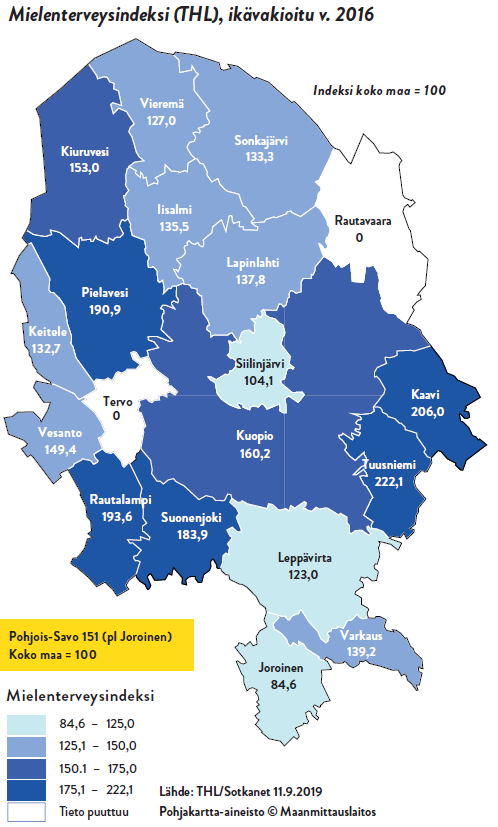 Mielenterveysindeksi (THL), ikävakioitu v. 2016
Indeksi koko maa = 100
Vieremä
127,0
Sonkajärvi
133,3
Kiuruvesi
153,0
Iisalmi
135,5
Rautavaara
0
Lapinlahti
137,8
Pielavesi
190,9
Keitele
132,7
Siilinjärvi
104,1
Tervo
0
Kaavi
206,0
Vesanto
149,4
Kuopio
160,2
Tuusniemi
222,1
Rautalampi
193,6
Suonenjoki
183,9
Leppävirta
123,0
Varkaus
139,2
Joroinen
84,6
Pohjois-Savo 151 (pl Joroinen)
Koko maa = 100
Mielenterveysindeksi
84,6 – 125,0
125,1 – 150,0
150.1 – 175,0
175,1 – 222,1
Tieto puuttuu
Lähde: THL/Sotkanet 11.9.2019
Pohjakartta-aineisto © Maanmittauslaitos